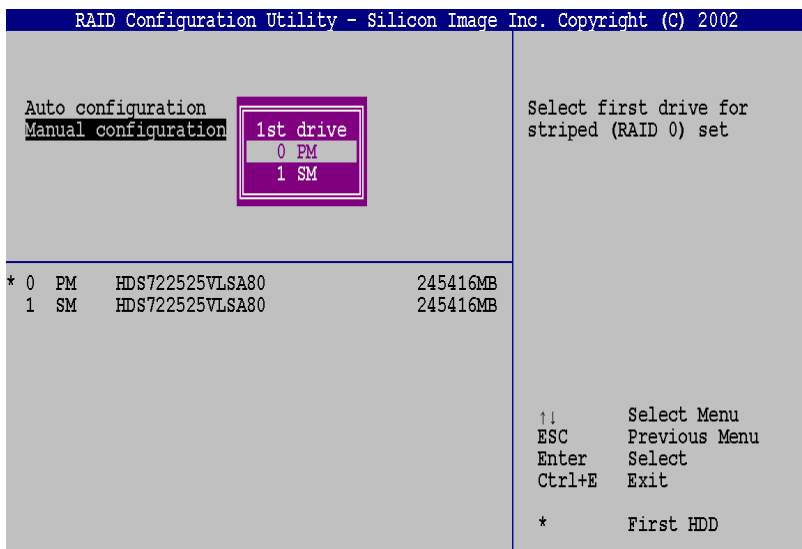 RAID Configuration Utility - Silicon Image Inc. Copyright (C) 2002
Auto configuration
Manual configuration
1st drive
0 PM
1 SM
Select first drive for
striped (RAID 0) set
* 0 PM HDS722525VLSA80 245416MB
1 SM HDS722525VLSA80 245416MB
↑↓ Select Menu
ESC Previous Menu
Enter Select
Ctrl+E Exit
* First HDD